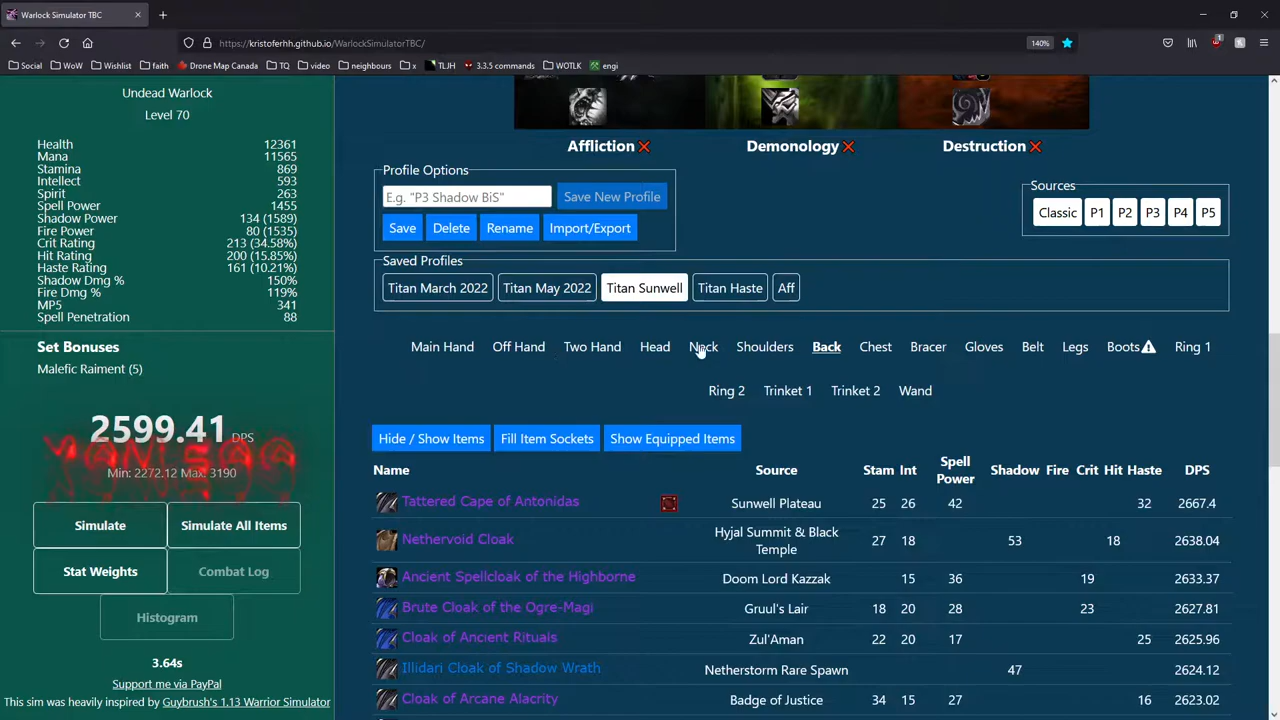 Warlock Simulator TBC
https://kristoferhh.github.io/WarlockSimulatorTBC/
140%
Social
WoW
Wishlist
faith
Drone Map Canada
TQ
video
neighbours
x
TLJH
3.3.5 commands
WOTLK
engi
Undead Warlock
Level 70
Health 12361
Mana 11565
Stamina 869
Intellect 593
Spirit 263
Spell Power 1455
Shadow Power 134 (1589)
Fire Power 80 (1535)
Crit Rating 213 (34.58%)
Hit Rating 200 (15.85%)
Haste Rating 161 (10.21%)
Shadow Dmg % 150%
Fire Dmg % 119%
MP5 341
Spell Penetration 88
Set Bonuses
Malefic Raiment (5)
2599.41 DPS
Min: 2272.12 Max: 3190
Simulate
Simulate All Items
Stat Weights
Combat Log
Histogram
3.64s
Support me via PayPal
This sim was heavily inspired by Guybrush's 1.13 Warrior Simulator
Affliction
Demonology
Destruction
Profile Options
E.g. "P3 Shadow BiS"
Save New Profile
Save
Delete
Rename
Import/Export
Sources
Classic
P1
P2
P3
P4
P5
Saved Profiles
Titan March 2022
Titan May 2022
Titan Sunwell
Titan Haste
Aff
Main Hand
Off Hand
Two Hand
Head
Neck
Shoulders
Back
Chest
Bracer
Gloves
Belt
Legs
Boots
Ring 1
Ring 2
Trinket 1
Trinket 2
Wand
Hide / Show Items
Fill Item Sockets
Show Equipped Items
Name Source Stam Int Spell Power Shadow Fire Crit Hit Haste DPS
Tattered Cape of Antonidas Sunwell Plateau 25 26 42 32 2667.4
Nethervoid Cloak Hyjal Summit & Black Temple 27 18 53 18 2638.04
Ancient Spellcloak of the Highborne Doom Lord Kazzak 15 36 19 2633.37
Brute Cloak of the Ogre-Magi Gruul's Lair 18 20 28 23 2627.81
Cloak of Ancient Rituals Zul'Aman 22 20 17 25 2625.96
Illidari Cloak of Shadow Wrath Netherstorm Rare Spawn 47 2624.12
Cloak of Arcane Alacrity Badge of Justice 34 15 27 16 2623.02